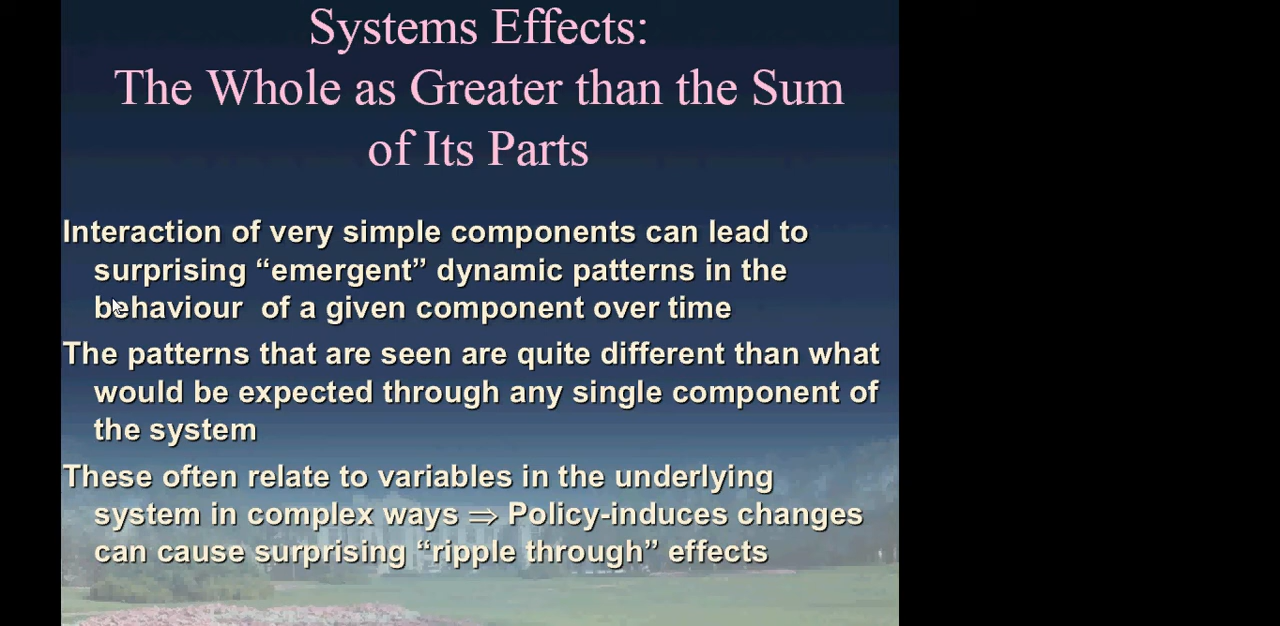 Systems Effects:
The Whole as Greater than the Sum
of Its Parts
Interaction of very simple components can lead to
surprising “emergent” dynamic patterns in the
behaviour of a given component over time
The patterns that are seen are quite different than what
would be expected through any single component of
the system
These often relate to variables in the underlying
system in complex ways ⇒ Policy-induces changes
can cause surprising “ripple through” effects